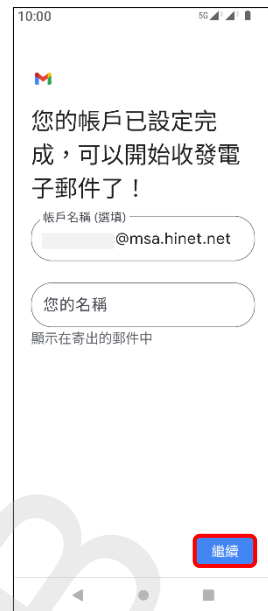 10:00
5G
您的帳戶已設定完
成，可以開始收發電
子郵件了！
帳戶名稱 (選填)
@msa.hinet.net
您的名稱
顯示在寄出的郵件中
繼續